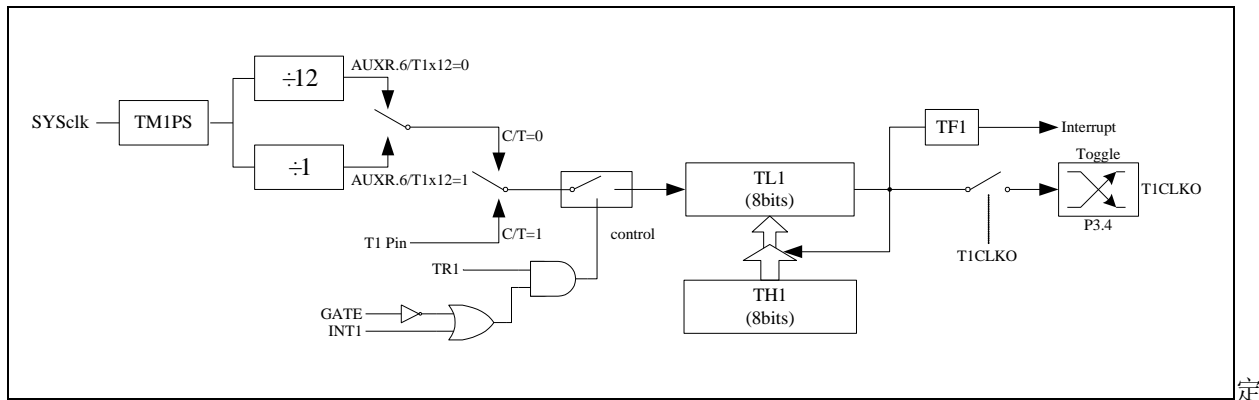 SYSclk
TM1PS
÷12
AUXR.6/T1x12=0
÷1
AUXR.6/T1x12=1
C/T=0
T1 Pin
C/T=1
control
TR1
GATE
INT1
TL1
(8bits)
TH1
(8bits)
TF1
Interrupt
Toggle
T1CLKO
P3.4
T1CLKO
定